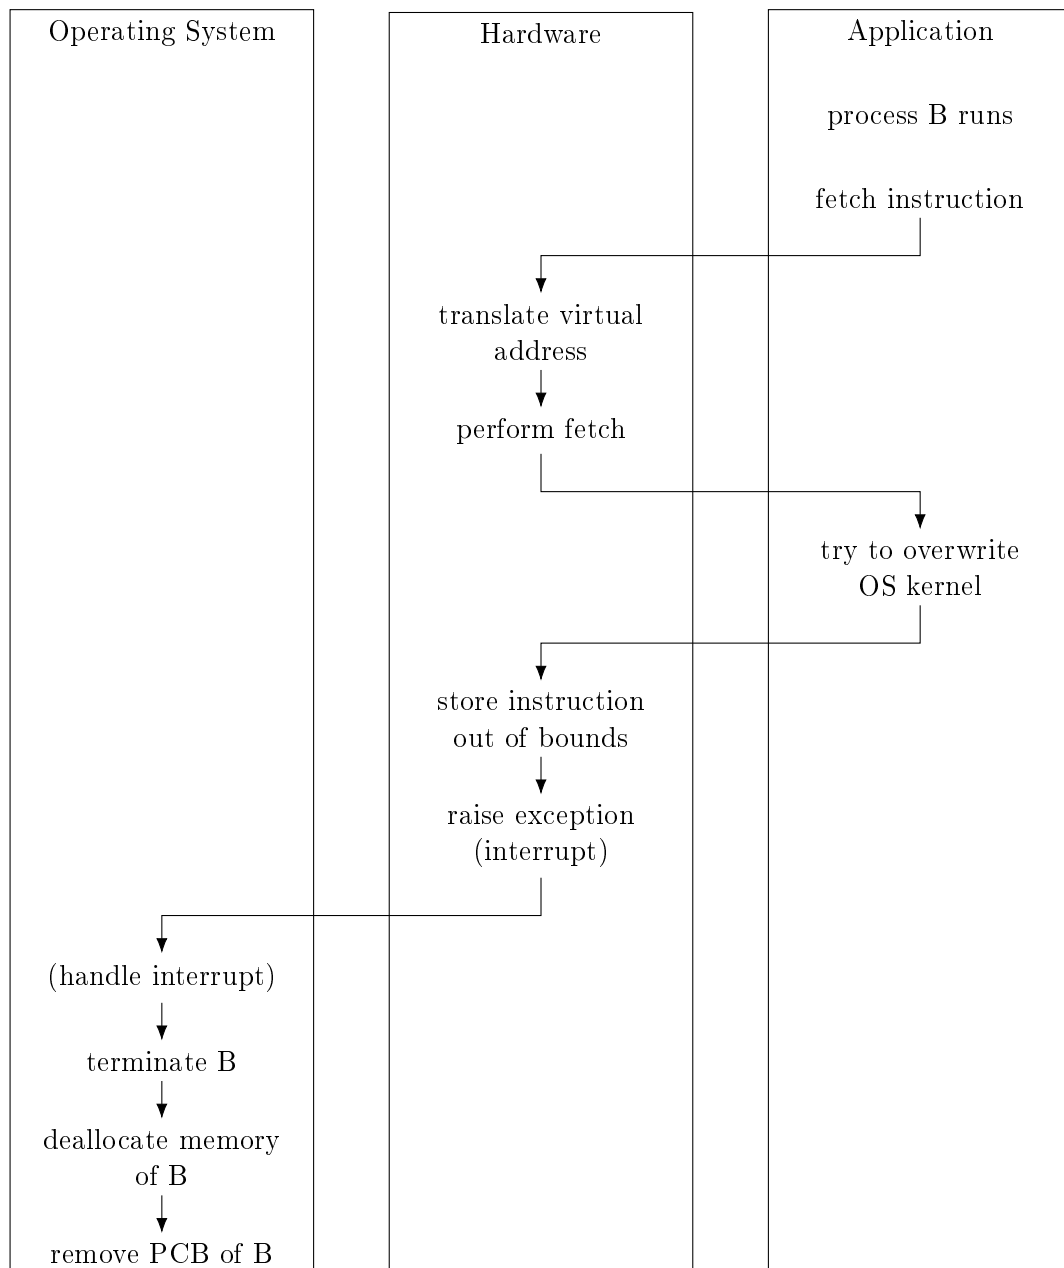 Operating System
Hardware
Application
process B runs
fetch instruction
translate virtual
address
perform fetch
try to overwrite
OS kernel
store instruction
out of bounds
raise exception
(interrupt)
(handle interrupt)
terminate B
deallocate memory
of B
remove PCB of B